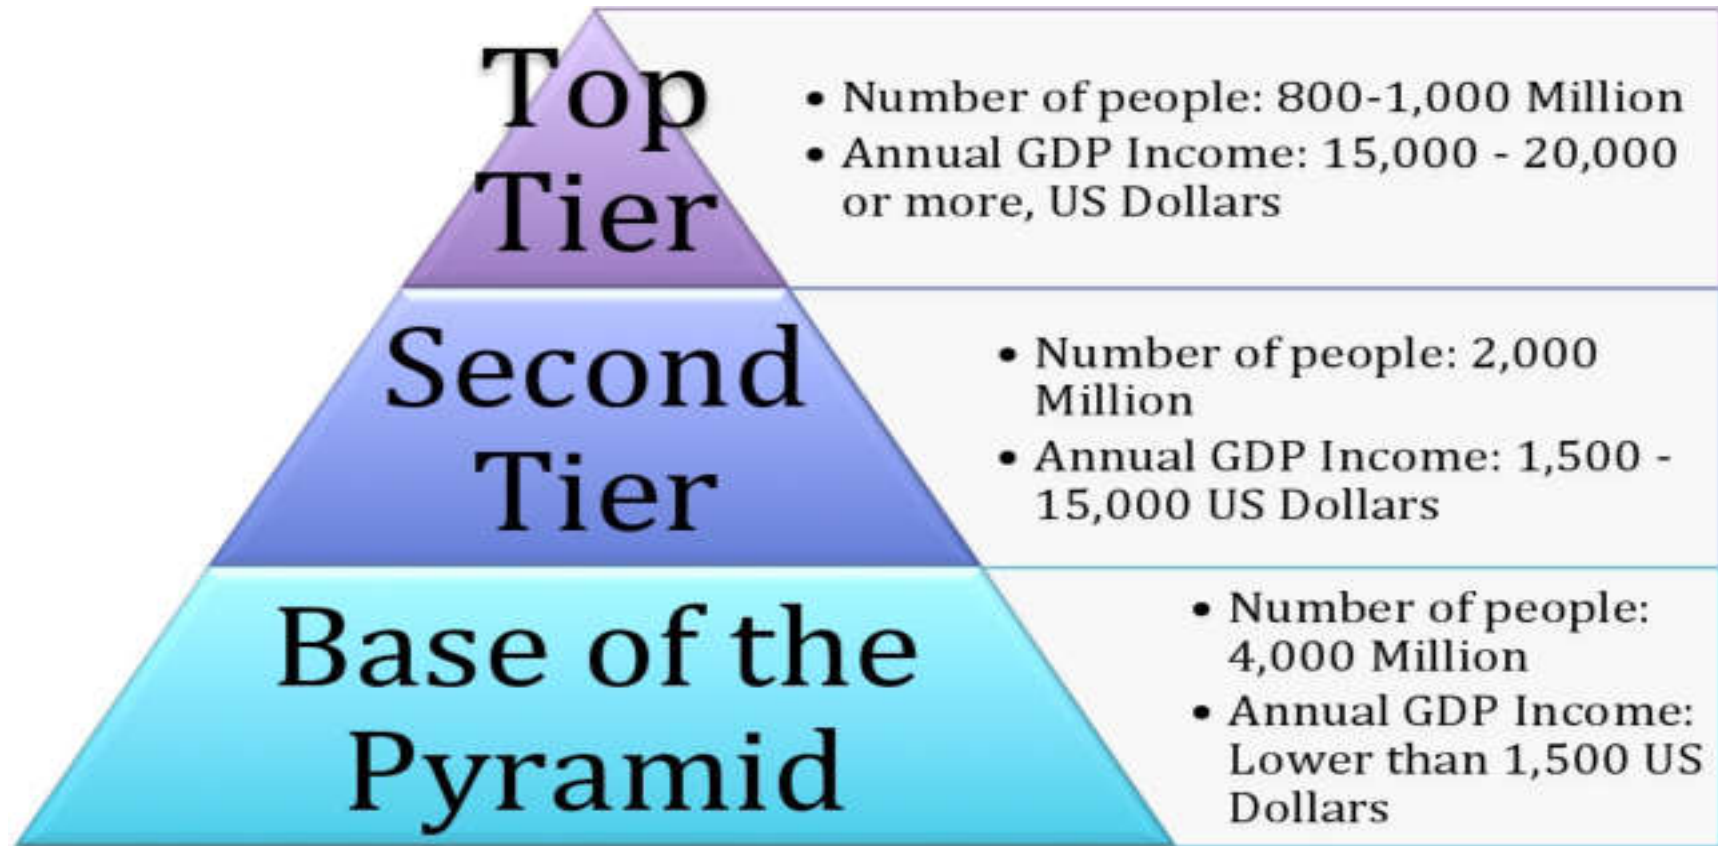 Top
Tier
• Number of people: 800-1,000 Million
• Annual GDP Income: 15,000 - 20,000
or more, US Dollars
Second
Tier
• Number of people: 2,000
Million
• Annual GDP Income: 1,500 -
15,000 US Dollars
Base of the
Pyramid
• Number of people:
4,000 Million
• Annual GDP Income:
Lower than 1,500 US
Dollars